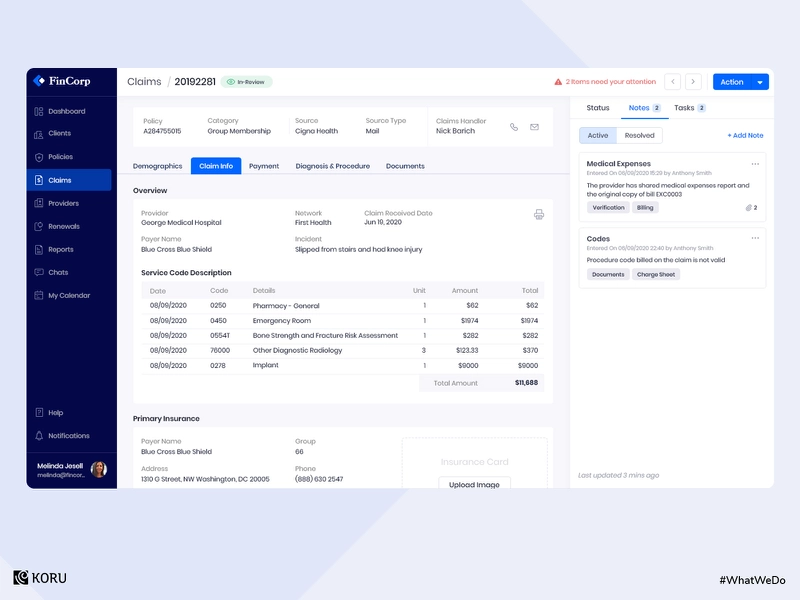 FinCorp
Dashboard
Clients
Policies
Claims
Providers
Renewals
Reports
Chats
My Calendar
Help
Notifications
Melinda Jesell
melinda@fincor...
Claims / 20192281 In-Review
2 Items need your attention
Action
Policy Category Source Source Type Claims Handler
A284755015 Group Membership Cigna Health Mail Nick Barich
Demographics Claim Info Payment Diagnosis & Procedure Documents
Overview
Provider Network Claim Received Date
George Medical Hospital First Health Jun 19, 2020
Payer Name Incident
Blue Cross Blue Shield Slipped from stairs and had knee injury
Service Code Description
Date Code Details Unit Amount Total
08/09/2020 0250 Pharmacy - General 1 $62 $62
08/09/2020 0450 Emergency Room 1 $1974 $1974
08/09/2020 0554T Bone Strength and Fracture Risk Assessment 1 $282 $282
08/09/2020 76000 Other Diagnostic Radiology 3 $123.33 $370
08/09/2020 0278 Implant 1 $9000 $9000
Total Amount $11,688
Primary Insurance
Payer Name Group
Blue Cross Blue Shield 66
Address Phone
1310 G Street, NW Washington, DC 20005 (888) 630 2547
Insurance Card
Upload Image
Status Notes 2 Tasks 2
Active Resolved + Add Note
Medical Expenses
Entered On 06/09/2020 15:29 by Anthony Smith
The provider has shared medical expenses report and
the original copy of bill EXC0003
Verification Billing 2
Codes
Entered On 06/09/2020 22:40 by Anthony Smith
Procedure code billed on the claim is not valid
Documents Charge Sheet
Last updated 3 mins ago
KORU
#WhatWeDo